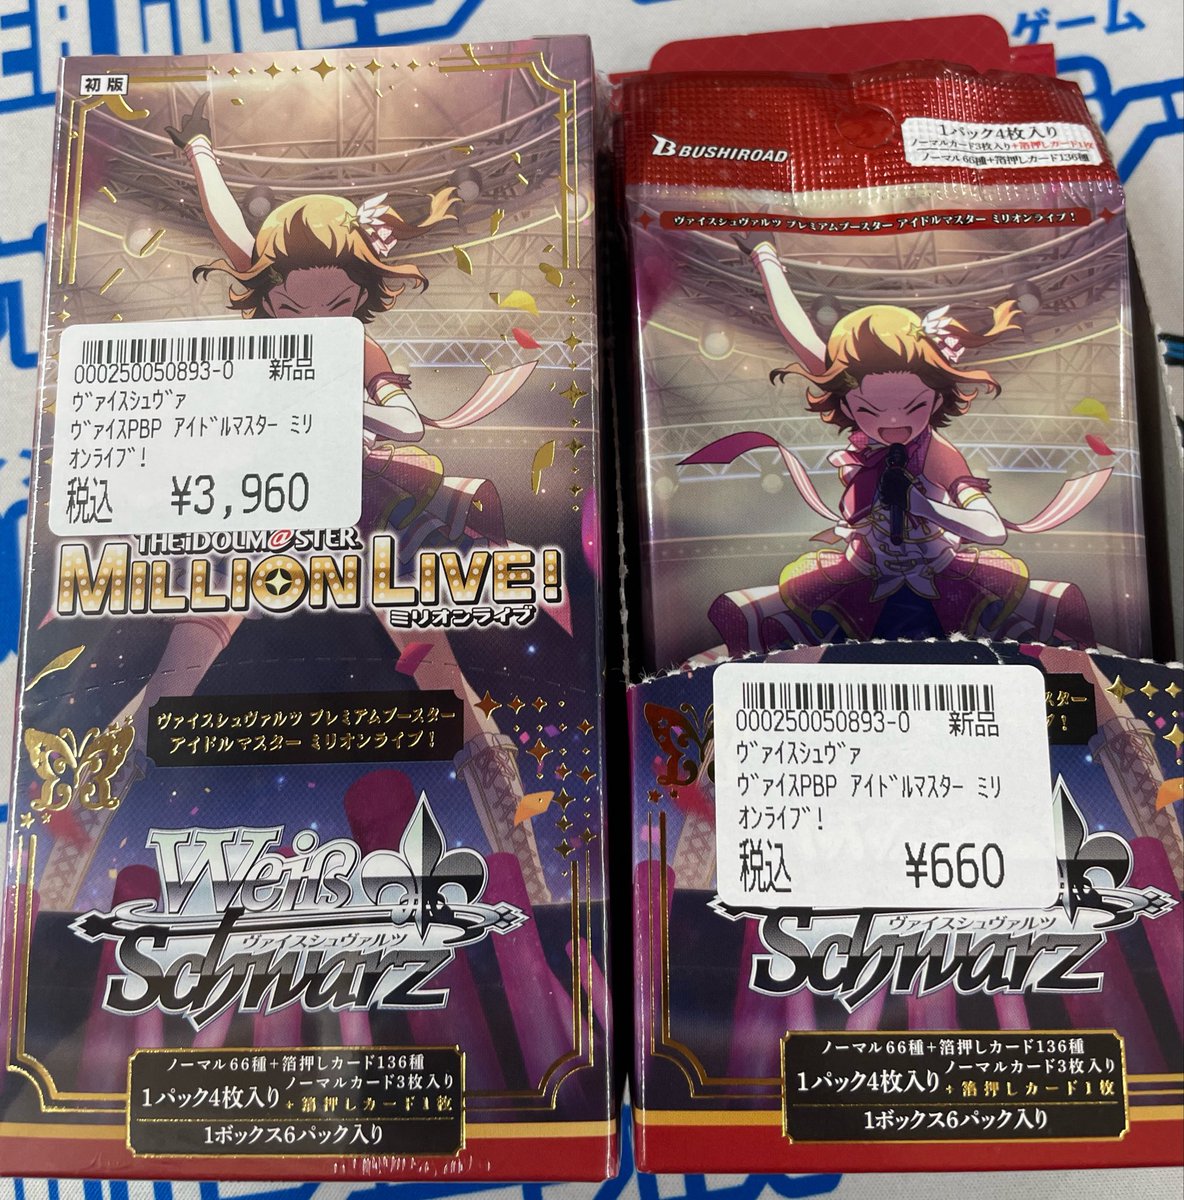 ゲーム
初版
000250050893-0 新品
ヴァイスシュヴァ
ヴァイスPBP アイドルマスター ミリ
オンライブ!
税込 ¥3,960
THE iDOLM@STER
MILLION LIVE!
ミリオンライブ
ヴァイスシュヴァルツ プレミアムブースター
アイドルマスター ミリオンライブ!
Weiß
ヴァイスシュヴァルツ
Schwarz
ノーマル66種+箔押しカード136種
1パック4枚入り ノーマルカード3枚入り
+箔押しカード1枚
1ボックス6パック入り
BUSHIROAD
1パック4枚入り
ノーマルカード3枚入り+箔押しカード1枚
ノーマル66種+箔押しカード136種
ヴァイスシュヴァルツ プレミアムブースター アイドルマスター ミリオンライブ!
000250050893-0 新品
ヴァイスシュヴァ
ヴァイスPBP アイドルマスター ミリ
オンライブ!
税込 ¥660
ヴァイスシュヴァルツ
Schwarz
ノーマル66種+箔押しカード136種
1パック4枚入り ノーマルカード3枚入り
+箔押しカード1枚
1ボックス6パック入り